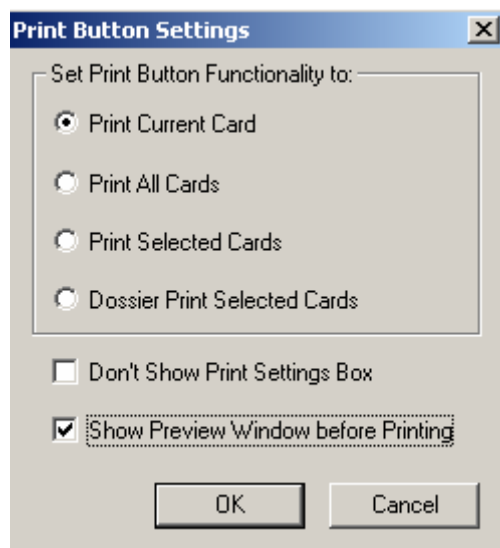 Print Button Settings
Set Print Button Functionality to:
Print Current Card
Print All Cards
Print Selected Cards
Dossier Print Selected Cards
Don't Show Print Settings Box
Show Preview Window before Printing
OK Cancel